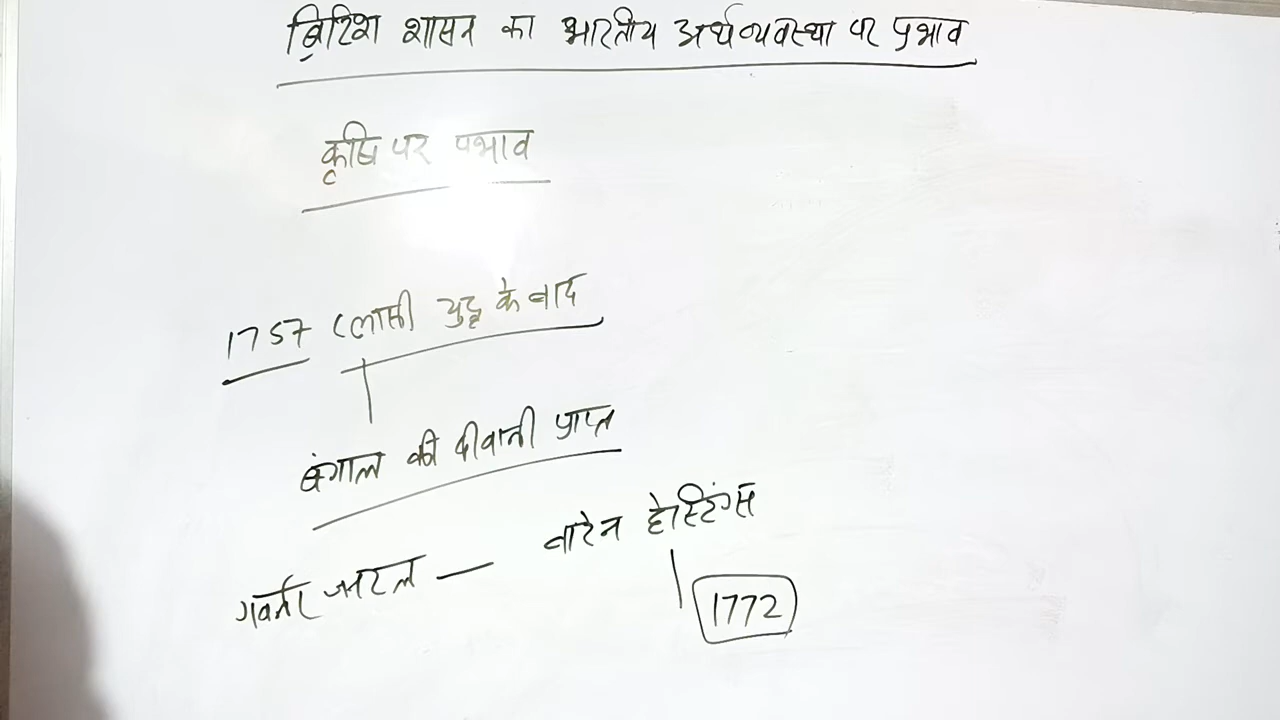 ब्रिटिश शासन का भारतीय अर्थव्यवस्था पर प्रभाव
कृषि पर प्रभाव
1757 प्लासी युद्ध के बाद
बंगाल की दीवानी प्राप्त
गवर्नर जनरल — वारेन हेस्टिंग्स
1772